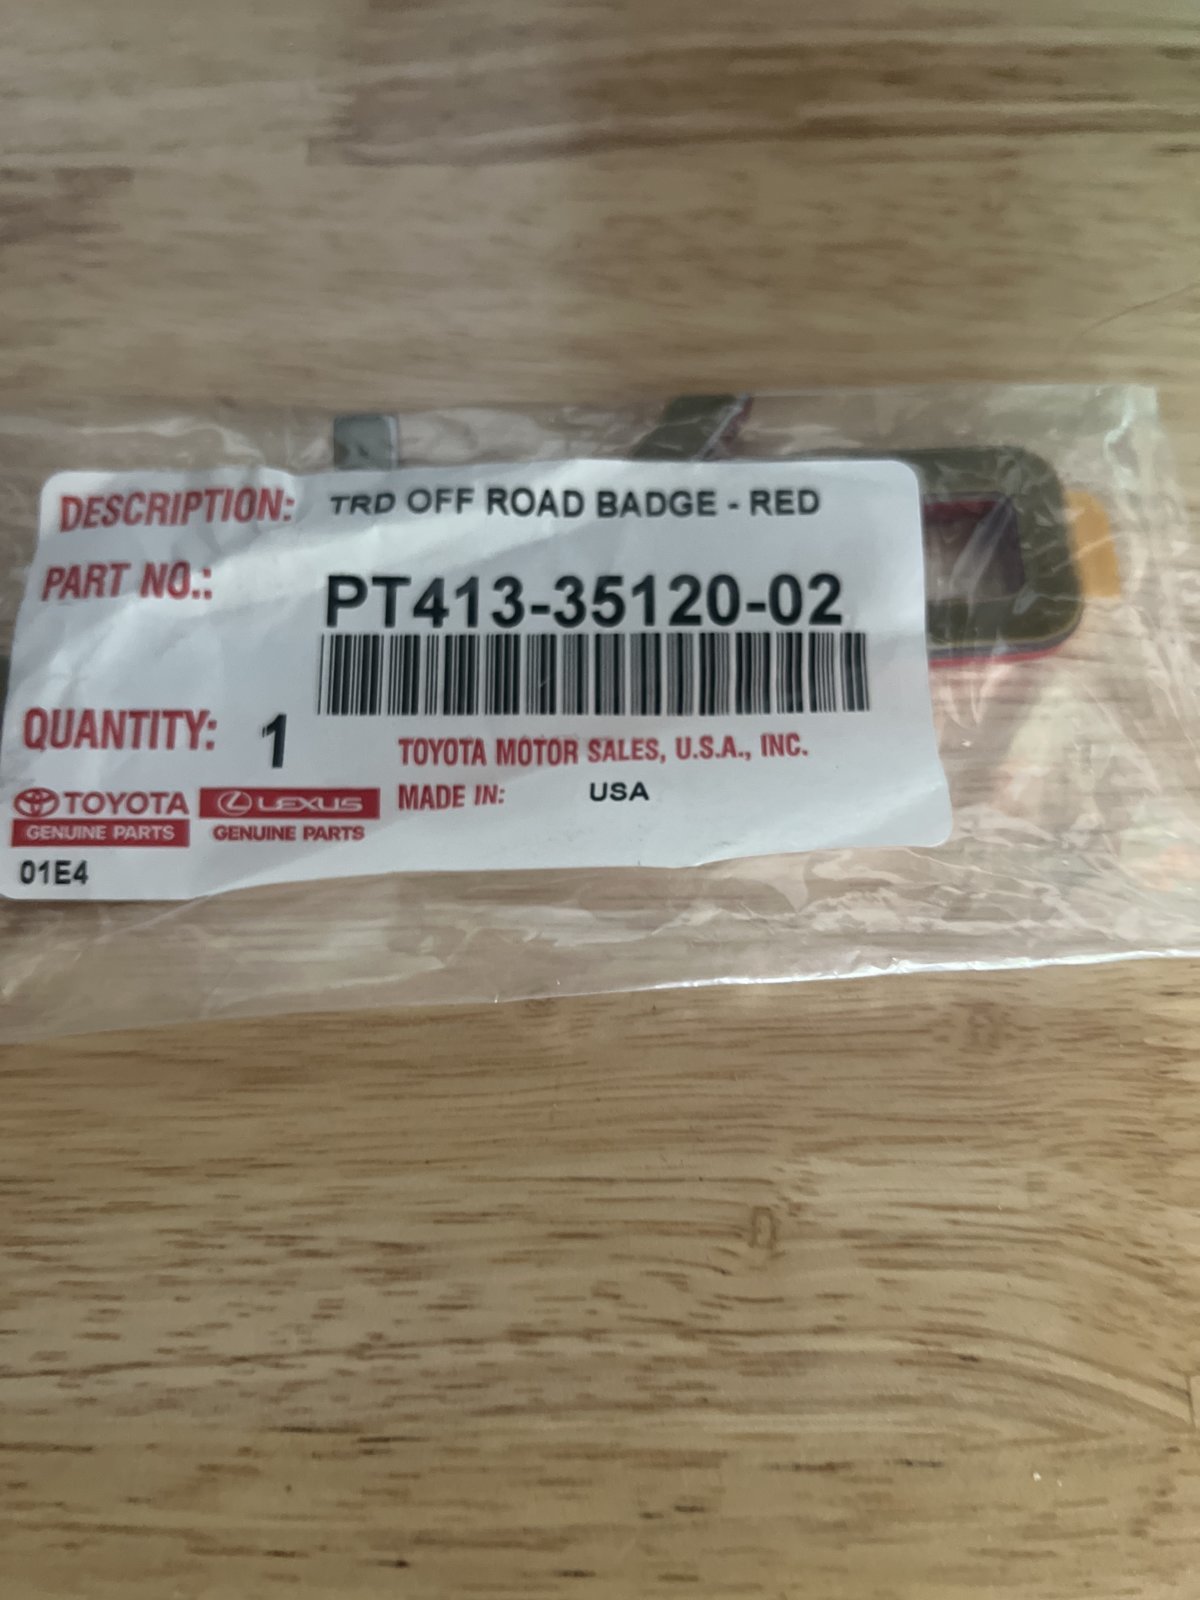 DESCRIPTION: TRD OFF ROAD BADGE - RED
PART NO.: PT413-35120-02
QUANTITY: 1
TOYOTA MOTOR SALES, U.S.A., INC.
MADE IN: USA
TOYOTA
GENUINE PARTS
LEXUS
GENUINE PARTS
01E4